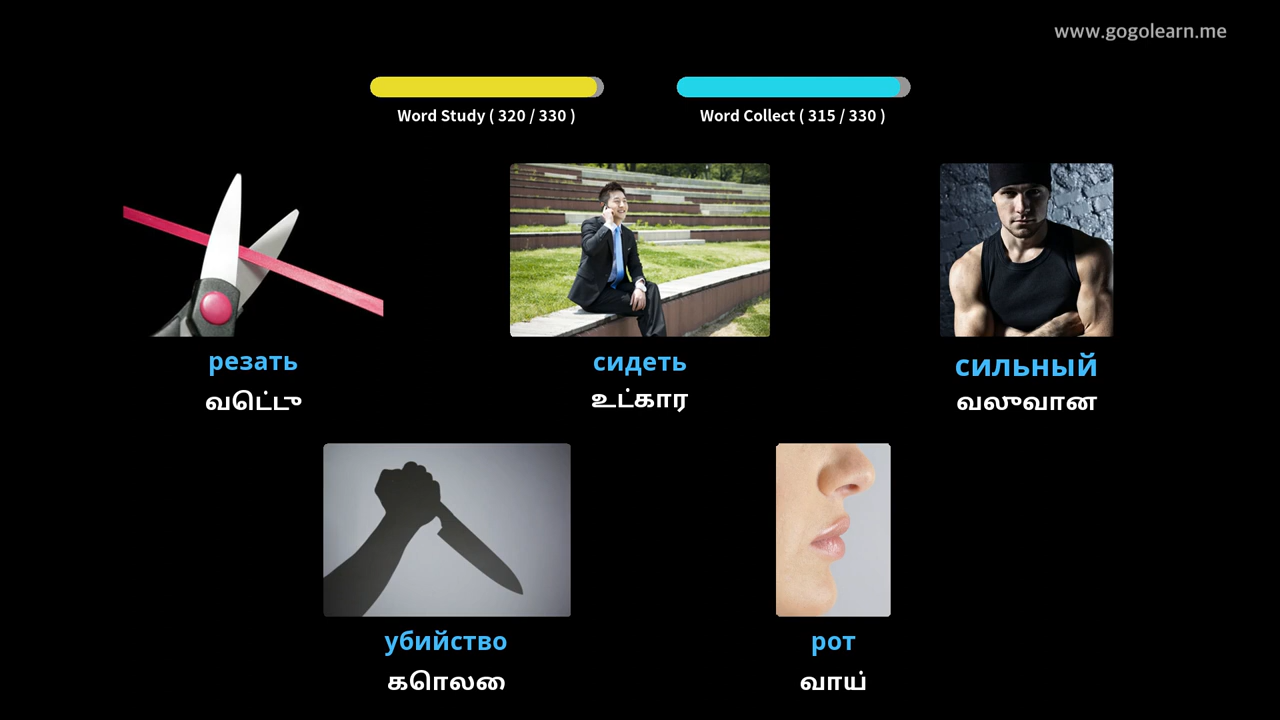 www.gogolearn.me
Word Study ( 320 / 330 )
Word Collect ( 315 / 330 )
резать
வெட்டு
сидеть
உட்கார
сильный
வலுவான
убийство
கொலை
рот
வாய்